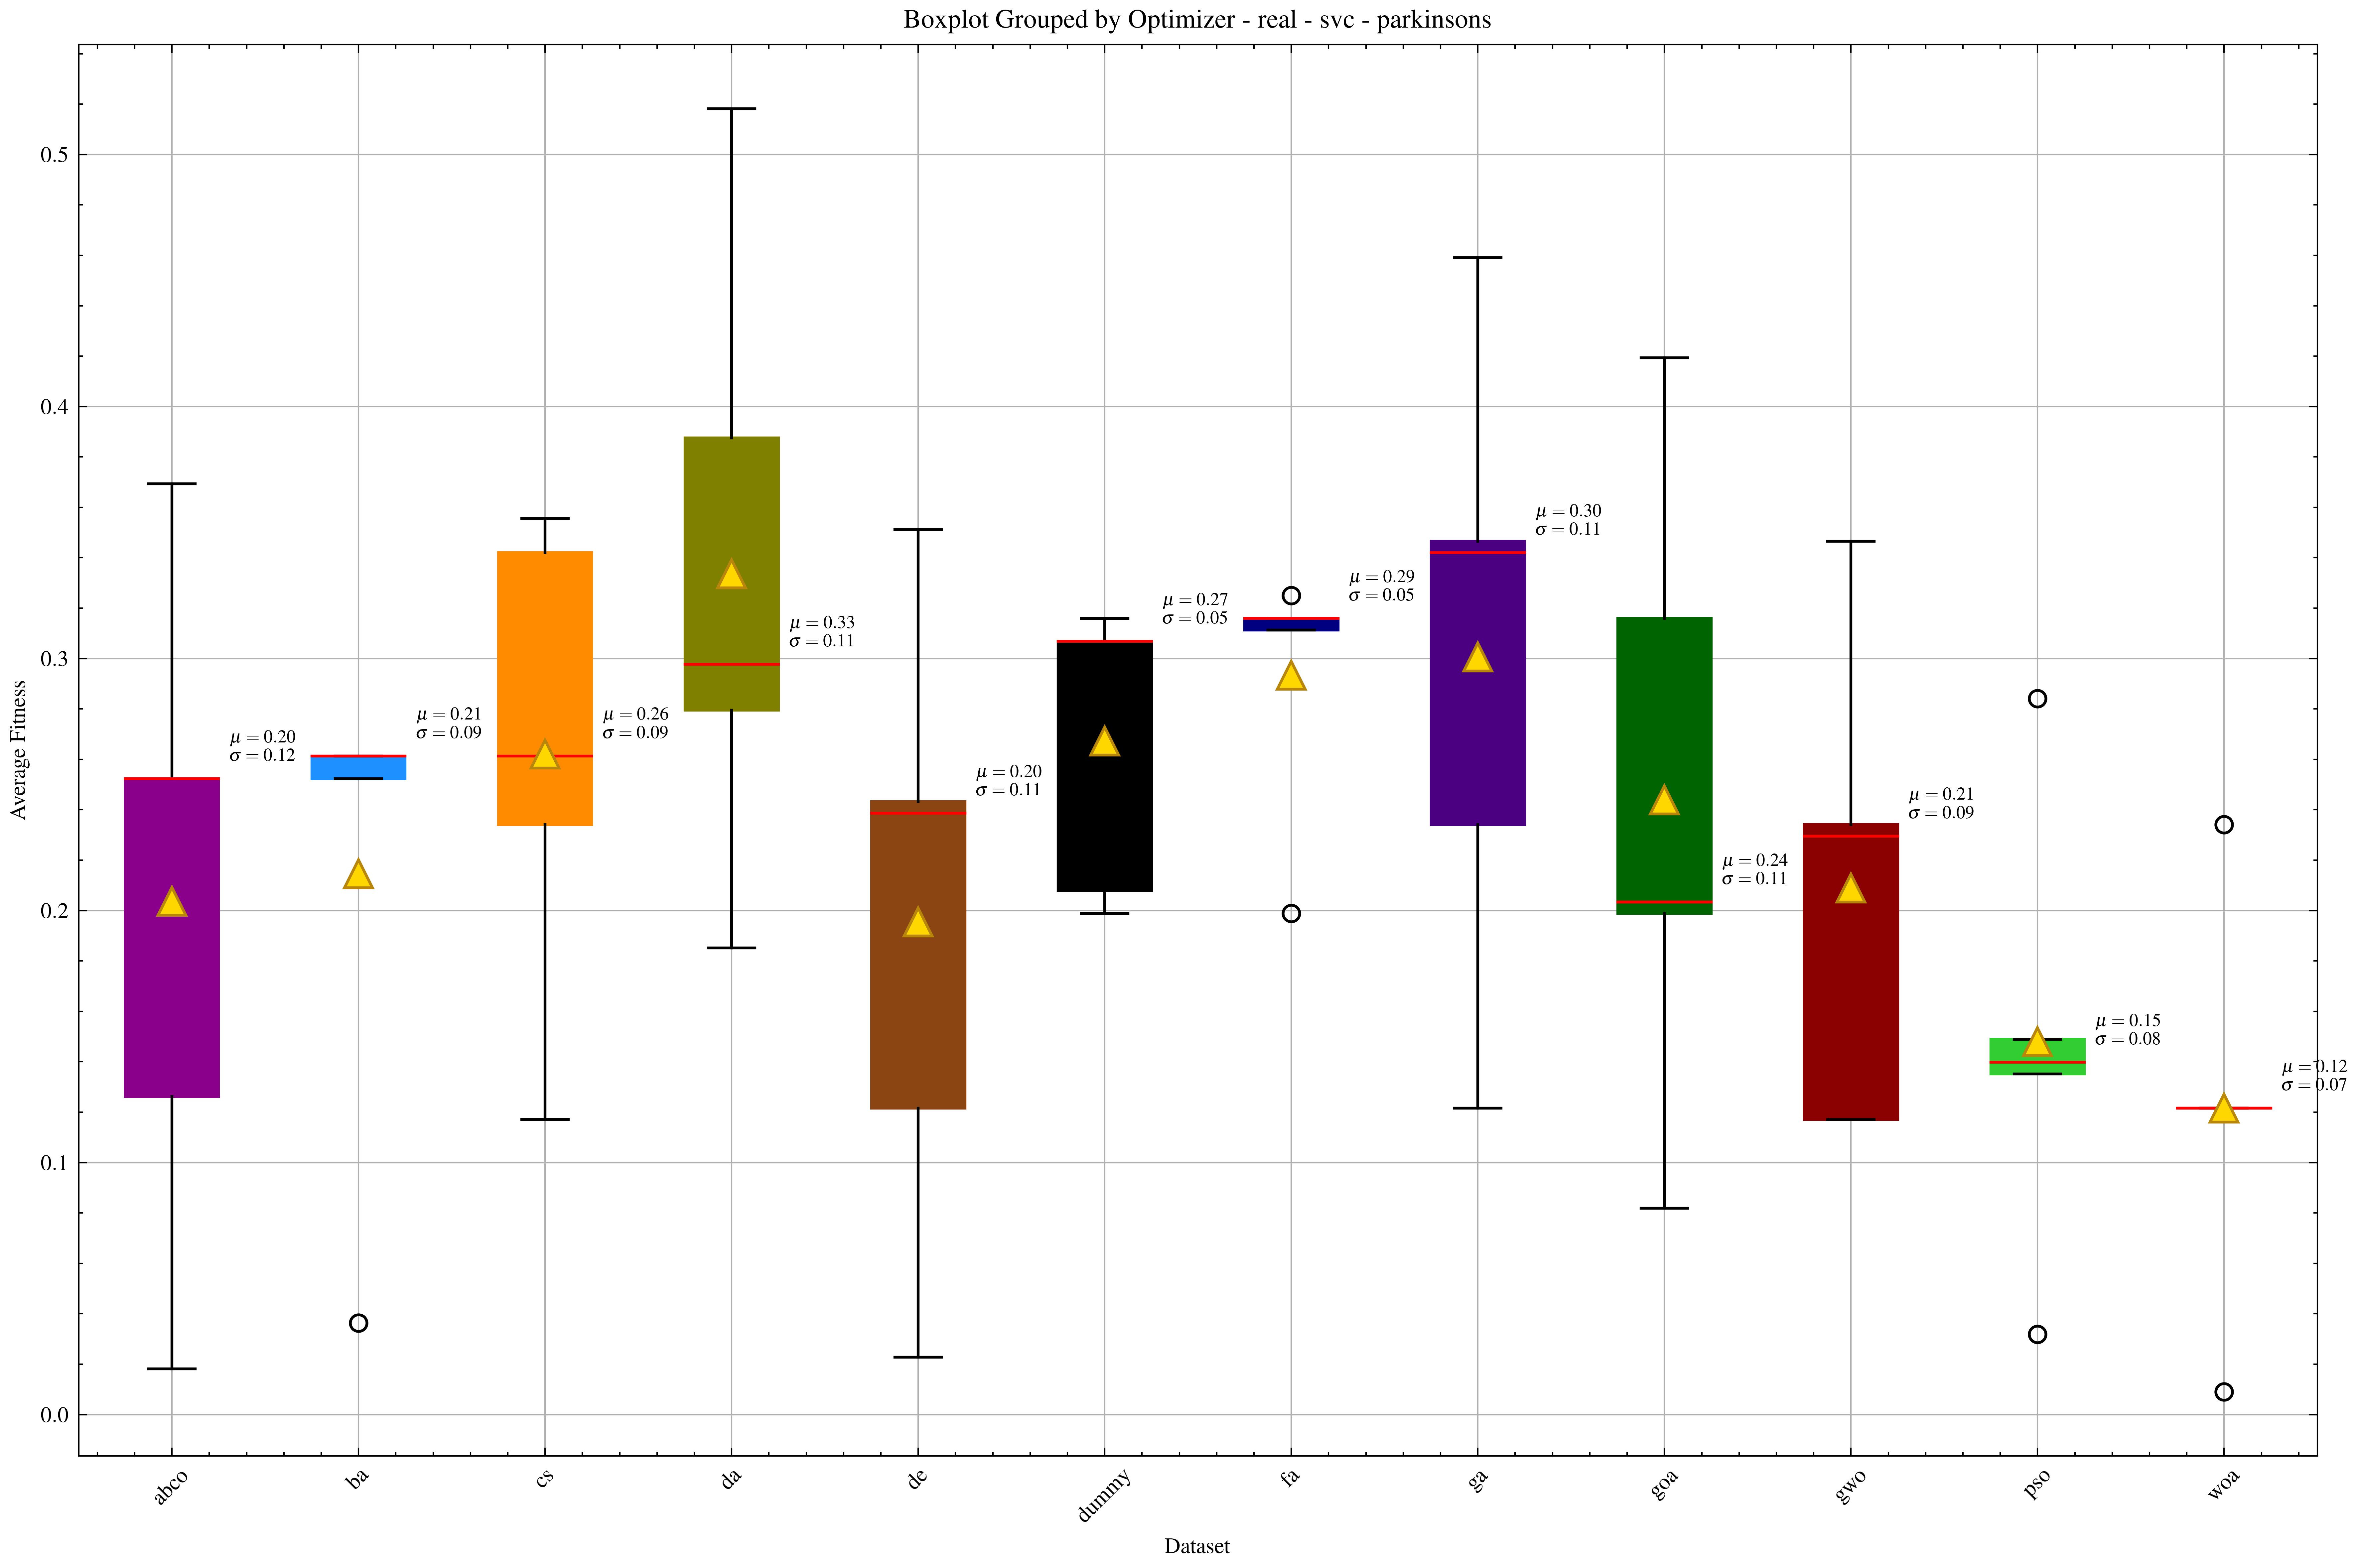 Boxplot Grouped by Optimizer - real - svc - parkinsons
Average Fitness
0.5
0.4
0.3
0.2
0.1
0.0
μ = 0.20
σ = 0.12
μ = 0.21
σ = 0.09
μ = 0.26
σ = 0.09
μ = 0.33
σ = 0.11
μ = 0.20
σ = 0.11
μ = 0.27
σ = 0.05
μ = 0.29
σ = 0.05
μ = 0.30
σ = 0.11
μ = 0.24
σ = 0.11
μ = 0.21
σ = 0.09
μ = 0.15
σ = 0.08
μ = 0.12
σ = 0.07
abco
ba
cs
da
de
dummy
fa
ga
goa
gwo
pso
woa
Dataset